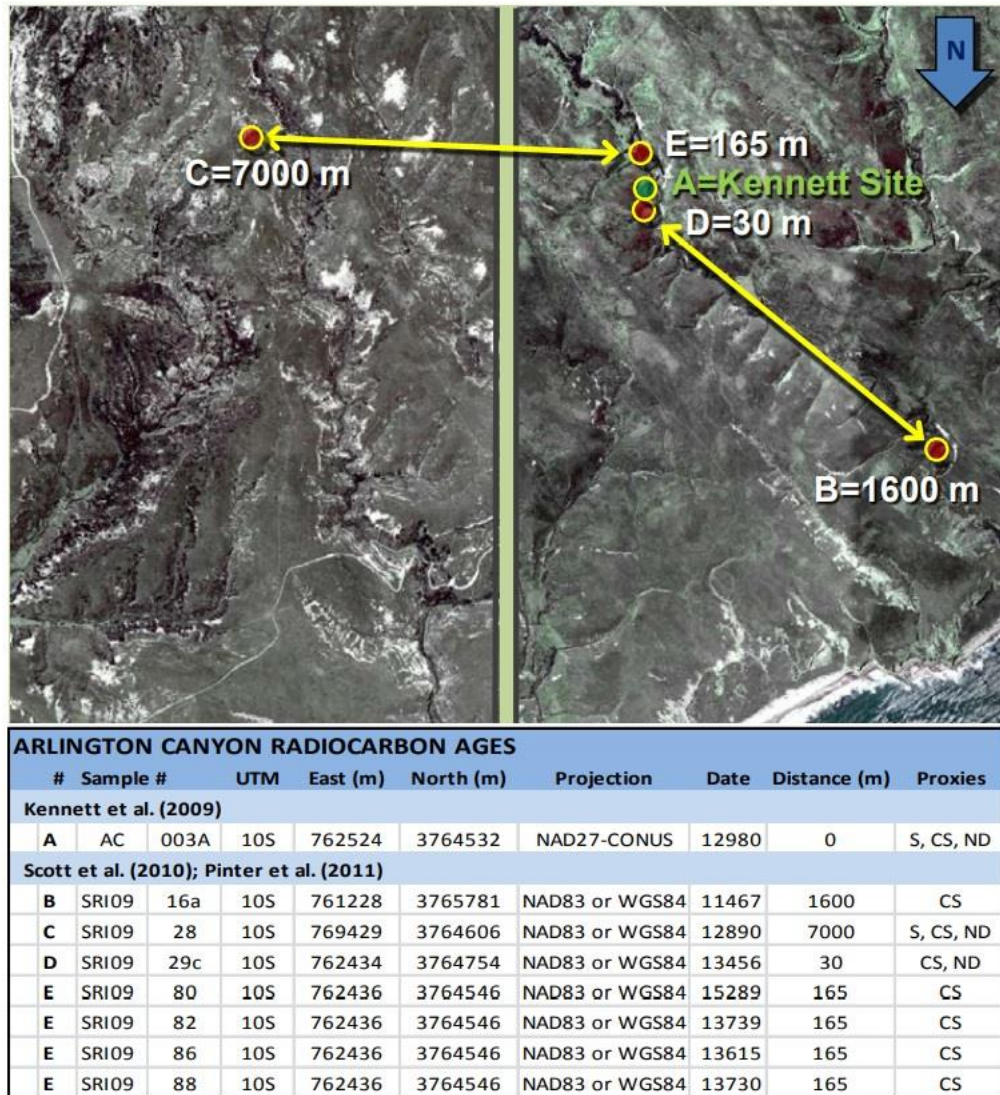 N
C=7000 m
E=165 m
A=Kennett Site
D=30 m
B=1600 m
ARLINGTON CANYON RADIOCARBON AGES
# Sample # UTM East (m) North (m) Projection Date Distance (m) Proxies
Kennett et al. (2009)
A AC 003A 10S 762524 3764532 NAD27-CONUS 12980 0 S, CS, ND
Scott et al. (2010); Pinter et al. (2011)
B SRI09 16a 10S 761228 3765781 NAD83 or WGS84 11467 1600 CS
C SRI09 28 10S 769429 3764606 NAD83 or WGS84 12890 7000 S, CS, ND
D SRI09 29c 10S 762434 3764754 NAD83 or WGS84 13456 30 CS, ND
E SRI09 80 10S 762436 3764546 NAD83 or WGS84 15289 165 CS
E SRI09 82 10S 762436 3764546 NAD83 or WGS84 13739 165 CS
E SRI09 86 10S 762436 3764546 NAD83 or WGS84 13615 165 CS
E SRI09 88 10S 762436 3764546 NAD83 or WGS84 13730 165 CS